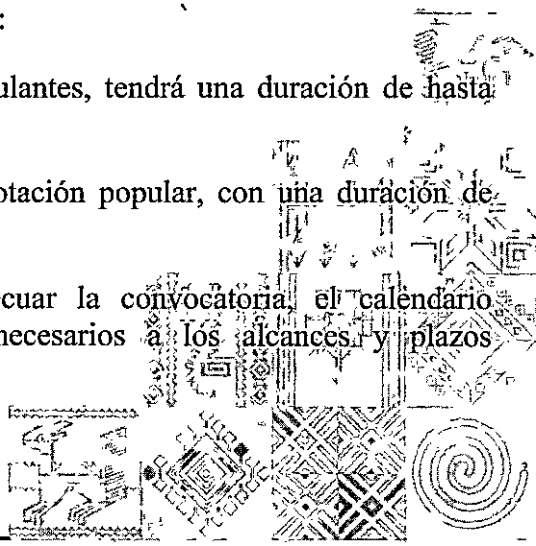 :
ulantes, tendrá una duración de hasta
otación popular, con una duración de
cuar la convocatoria, el calendario
necesarios a los alcances y plazos